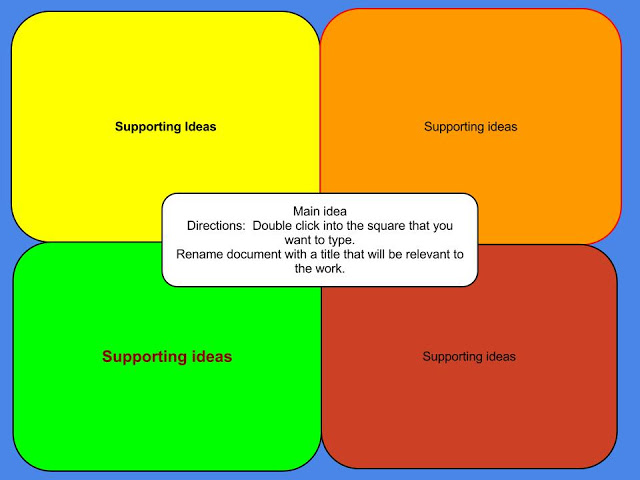 Supporting Ideas
Supporting ideas
Main idea
Directions:  Double click into the square that you
want to type.
Rename document with a title that will be relevant to
the work.
Supporting ideas
Supporting ideas